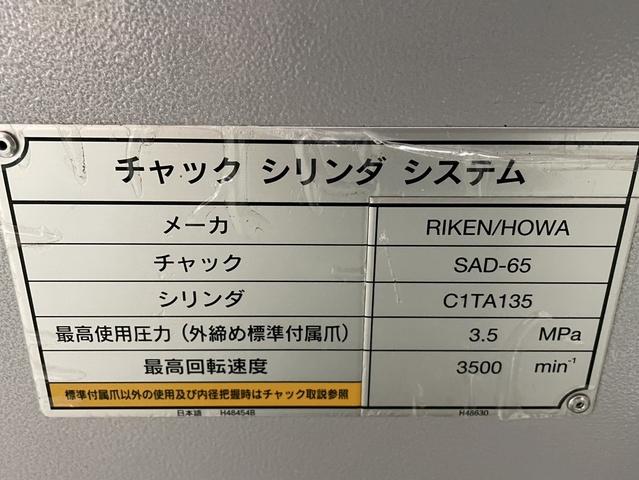 チャック シリンダ システム
メーカ RIKEN/HOWA
チャック SAD-65
シリンダ C1TA135
最高使用圧力（外締め標準付属爪） 3.5 MPa
最高回転速度 3500 min⁻¹
標準付属爪以外の使用及び内径把握時はチャック取説参照
日本語 H48454B H48630